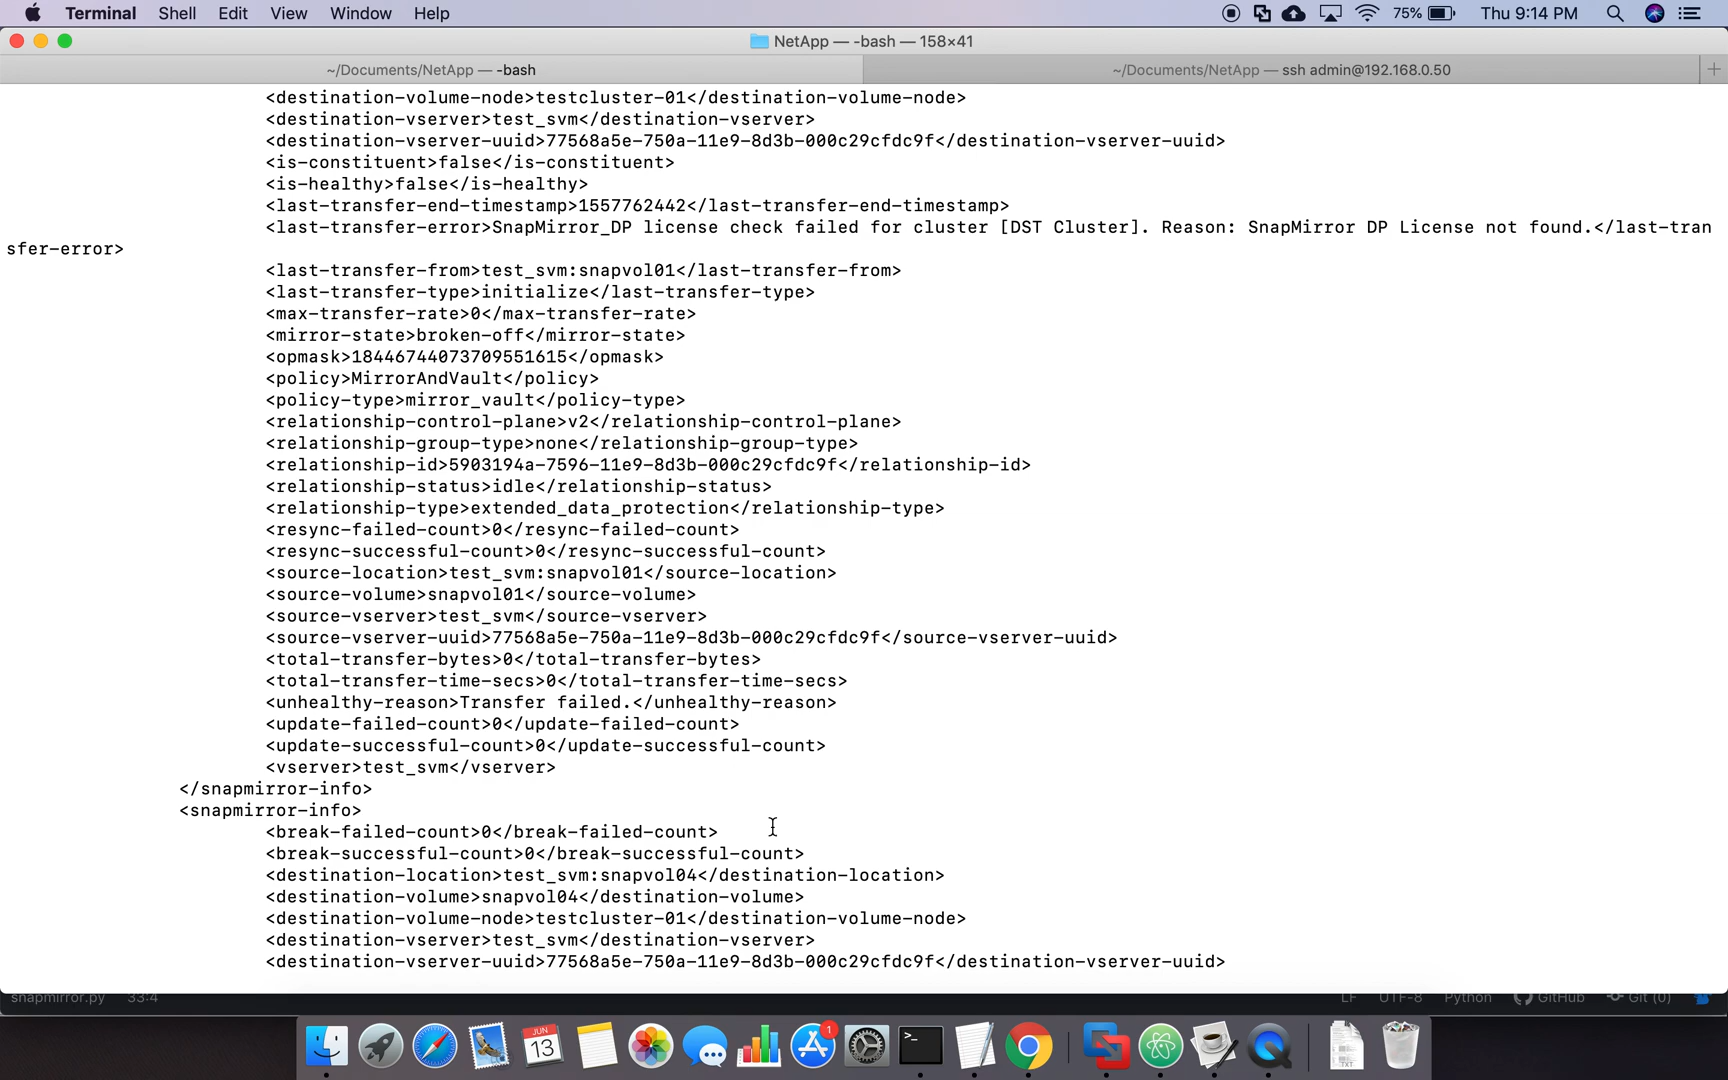 Terminal Shell Edit View Window Help 75% Thu 9:14 PM
NetApp — -bash — 158×41
~/Documents/NetApp — -bash ~/Documents/NetApp — ssh admin@192.168.0.50 +
<destination-volume-node>testcluster-01</destination-volume-node>
<destination-vserver>test_svm</destination-vserver>
<destination-vserver-uuid>77568a5e-750a-11e9-8d3b-000c29cfdc9f</destination-vserver-uuid>
<is-constituent>false</is-constituent>
<is-healthy>false</is-healthy>
<last-transfer-end-timestamp>1557762442</last-transfer-end-timestamp>
<last-transfer-error>SnapMirror_DP license check failed for cluster [DST Cluster]. Reason: SnapMirror DP License not found.</last-tran
sfer-error>
<last-transfer-from>test_svm:snapvol01</last-transfer-from>
<last-transfer-type>initialize</last-transfer-type>
<max-transfer-rate>0</max-transfer-rate>
<mirror-state>broken-off</mirror-state>
<opmask>18446744073709551615</opmask>
<policy>MirrorAndVault</policy>
<policy-type>mirror_vault</policy-type>
<relationship-control-plane>v2</relationship-control-plane>
<relationship-group-type>none</relationship-group-type>
<relationship-id>5903194a-7596-11e9-8d3b-000c29cfdc9f</relationship-id>
<relationship-status>idle</relationship-status>
<relationship-type>extended_data_protection</relationship-type>
<resync-failed-count>0</resync-failed-count>
<resync-successful-count>0</resync-successful-count>
<source-location>test_svm:snapvol01</source-location>
<source-volume>snapvol01</source-volume>
<source-vserver>test_svm</source-vserver>
<source-vserver-uuid>77568a5e-750a-11e9-8d3b-000c29cfdc9f</source-vserver-uuid>
<total-transfer-bytes>0</total-transfer-bytes>
<total-transfer-time-secs>0</total-transfer-time-secs>
<unhealthy-reason>Transfer failed.</unhealthy-reason>
<update-failed-count>0</update-failed-count>
<update-successful-count>0</update-successful-count>
<vserver>test_svm</vserver>
</snapmirror-info>
<snapmirror-info>
<break-failed-count>0</break-failed-count>
<break-successful-count>0</break-successful-count>
<destination-location>test_svm:snapvol04</destination-location>
<destination-volume>snapvol04</destination-volume>
<destination-volume-node>testcluster-01</destination-volume-node>
<destination-vserver>test_svm</destination-vserver>
<destination-vserver-uuid>77568a5e-750a-11e9-8d3b-000c29cfdc9f</destination-vserver-uuid>
snapmirror.py 33:4 LF UTF-8 Python GitHub Git (0)
JUN
13
1
>_
TXT